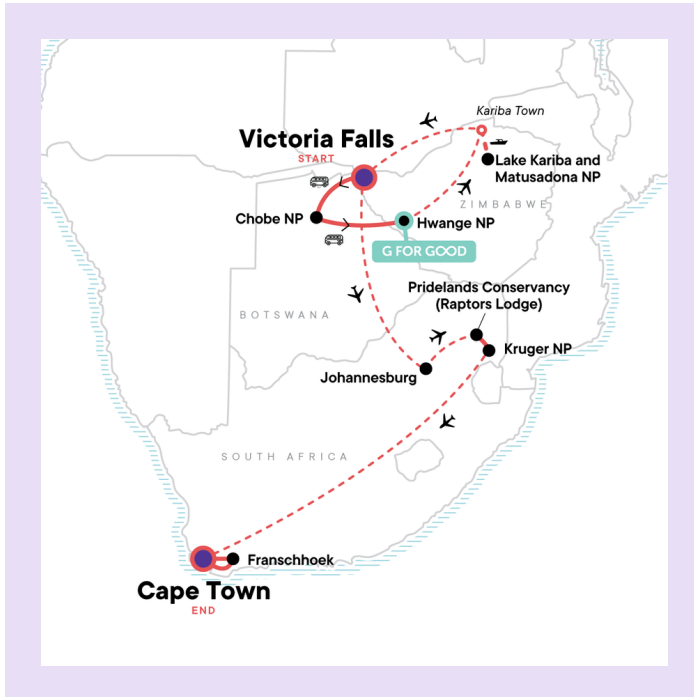 Kariba Town
Victoria Falls
START
Lake Kariba and
Matusadona NP
ZIMBABWE
Chobe NP
Hwange NP
G FOR GOOD
Pridelands Conservancy
(Raptors Lodge)
BOTSWANA
Kruger NP
Johannesburg
SOUTH AFRICA
Franschhoek
Cape Town
END